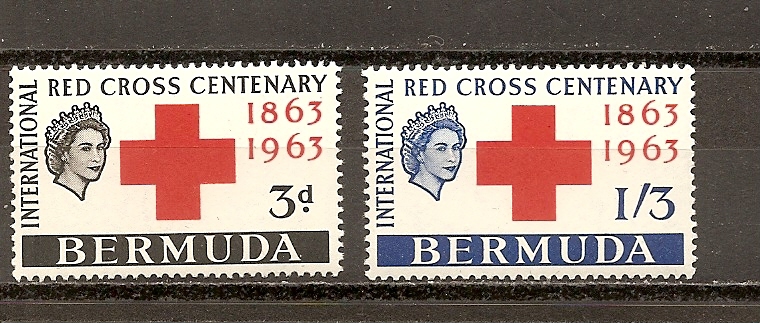 INTERNATIONAL RED CROSS CENTENARY
1863
1963
3d.
BERMUDA
INTERNATIONAL RED CROSS CENTENARY
1863
1963
1/3
BERMUDA